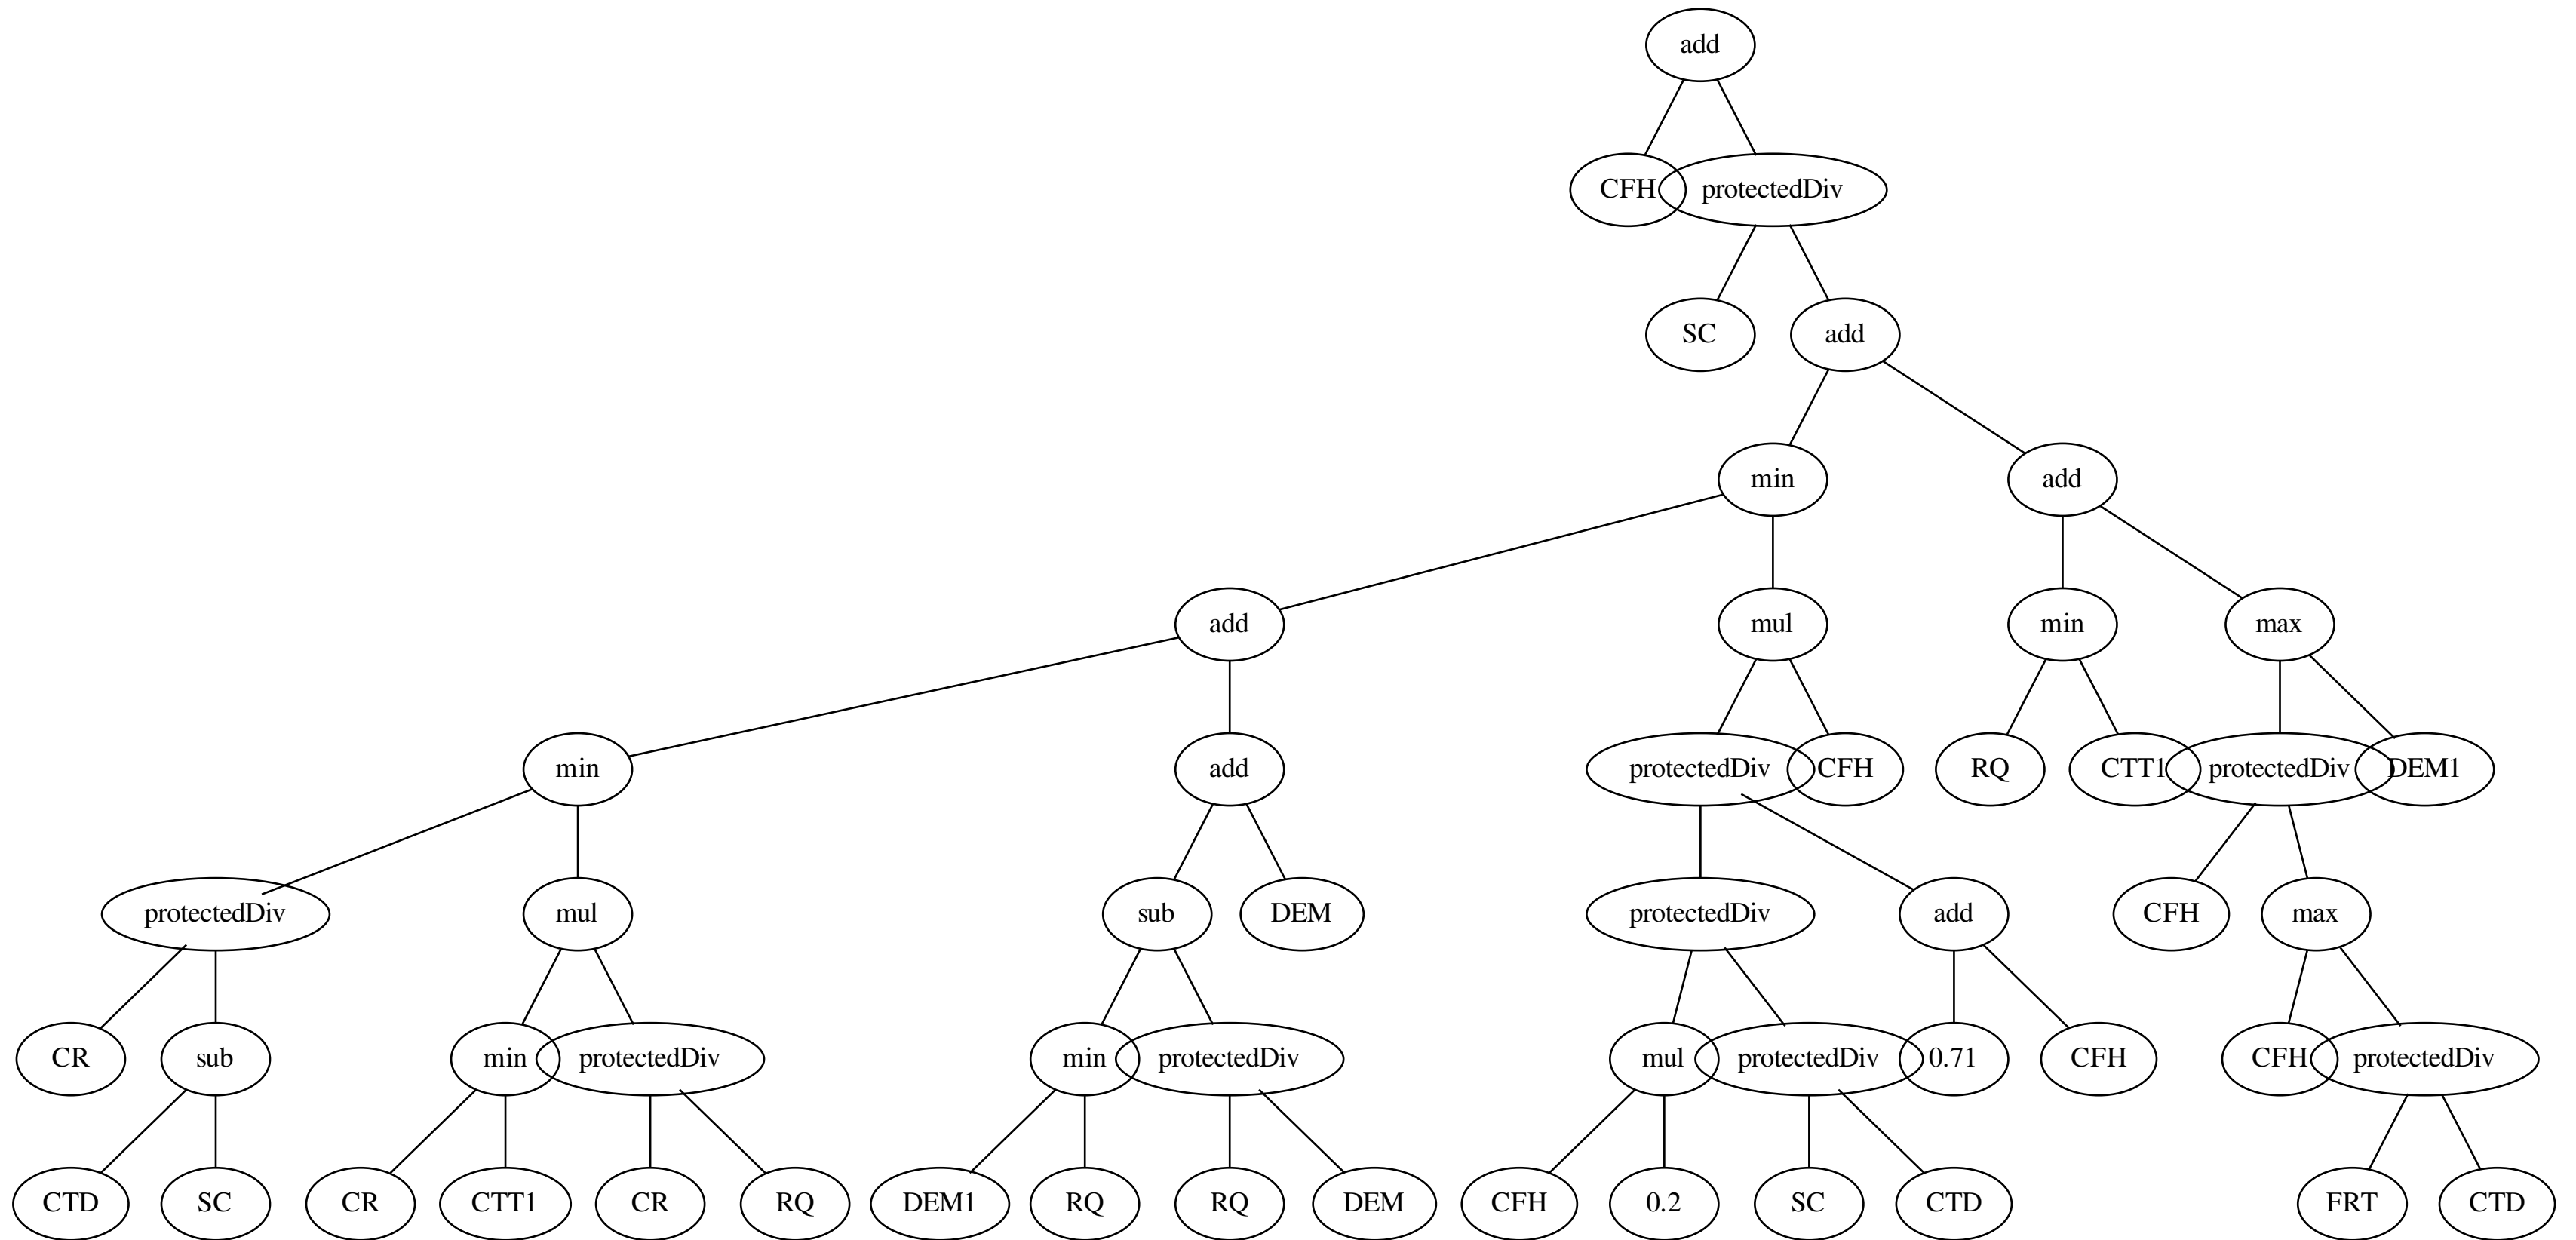 add
CFH protectedDiv
SC add
min add
add mul min max
min add protectedDiv CFH RQ CTT1 protectedDiv DEM1
protectedDiv mul sub DEM protectedDiv add CFH max
CR sub min protectedDiv min protectedDiv mul protectedDiv 0.71 CFH CFH protectedDiv
CTD SC CR CTT1 CR RQ DEM1 RQ RQ DEM CFH 0.2 SC CTD FRT CTD